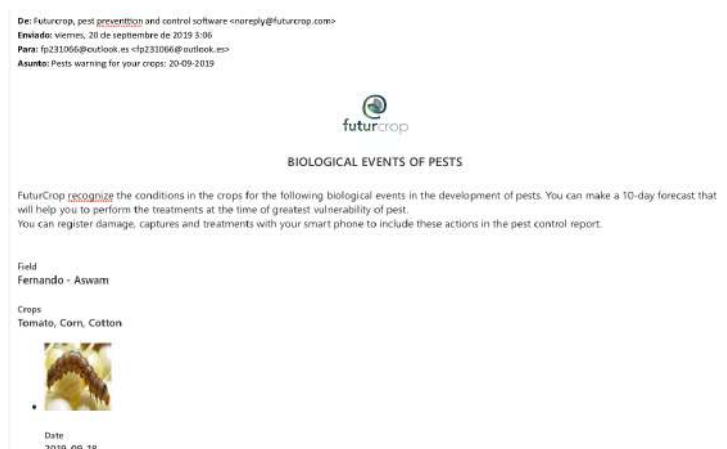 De: Futurcrop, pest preventtion and control software <noreply@futurcrop.com>
Enviado: viernes, 20 de septiembre de 2019 3:06
Para: fp231066@outlook.es <fp231066@outlook.es>
Asunto: Pests warning for your crops: 20-09-2019
futurcrop
BIOLOGICAL EVENTS OF PESTS
FuturCrop recognize the conditions in the crops for the following biological events in the development of pests. You can make a 10-day forecast that
will help you to perform the treatments at the time of greatest vulnerability of pest.
You can register damage, captures and treatments with your smart phone to include these actions in the pest control report.
Field
Fernando - Aswam
Crops
Tomato, Corn, Cotton
Date
2019-09-18